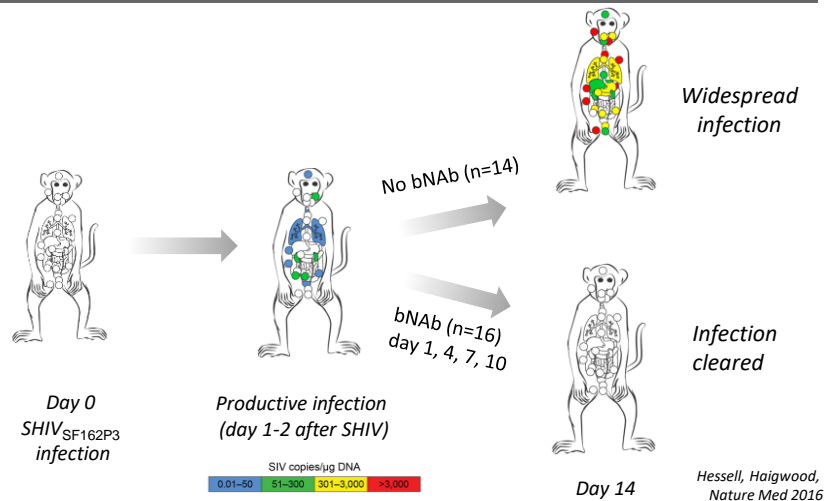 Widespread
infection
No bNAb (n=14)
bNAb (n=16)
day 1, 4, 7, 10
Infection
cleared
Day 0
SHIVSF162P3
infection
Productive infection
(day 1-2 after SHIV)
SIV copies/µg DNA
0.01–50 51–300 301–3,000 >3,000
Day 14
Hessell, Haigwood,
Nature Med 2016